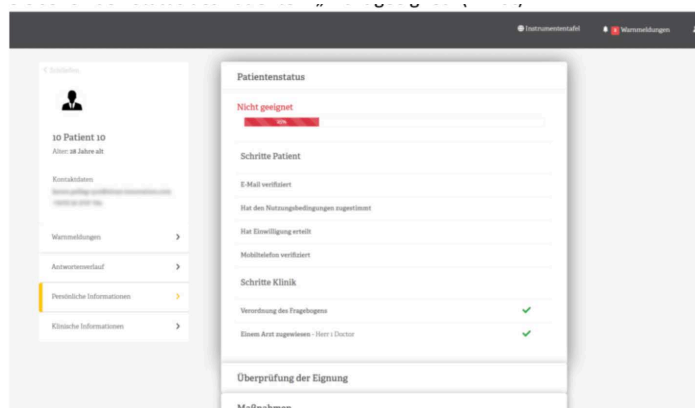 Instrumententafel
Warnmeldungen
Patientenstatus
Nicht geeignet
10 Patient 10
Alter: 28 Jahre alt
Schritte Patient
Kontaktdaten
E-Mail verifiziert
Hat den Nutzungsbedingungen zugestimmt
Hat Einwilligung erteilt
Warnmeldungen
Mobiltelefon verifiziert
Antwortenverlauf
Schritte Klinik
Persönliche Informationen
Verordnung des Fragebogens
Klinische Informationen
Einem Arzt zugewiesen - Herr 1 Doctor
Überprüfung der Eignung
Maßnahmen